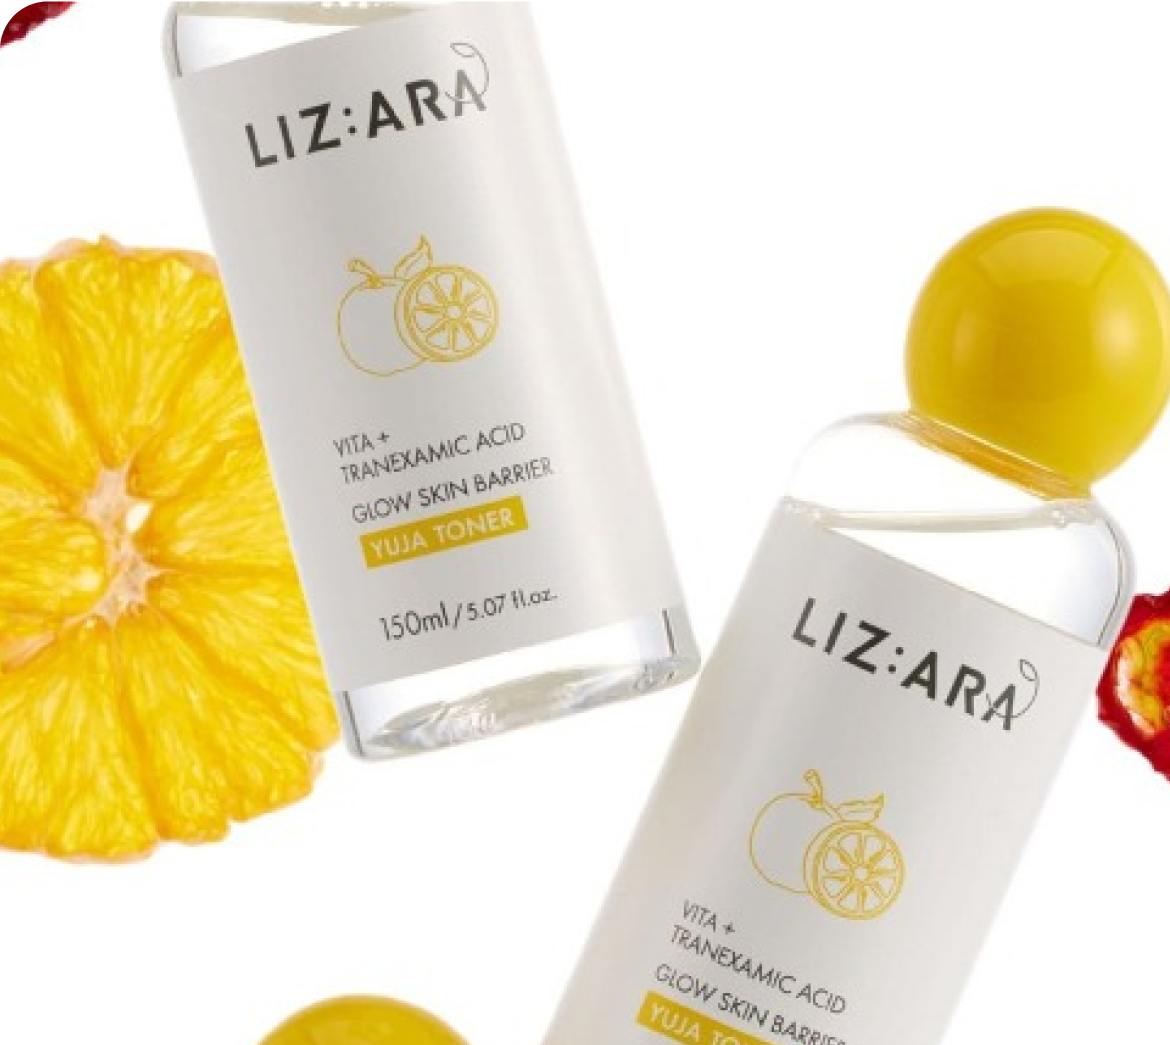 LIZ:ARA
VITA +
TRANEXAMIC ACID
GLOW SKIN BARRIER
YUJA TONER
150ml/5.07 fl.oz.
LIZ:ARA
VITA +
TRANEXAMIC ACID
GLOW SKIN BARRIER
YUJA